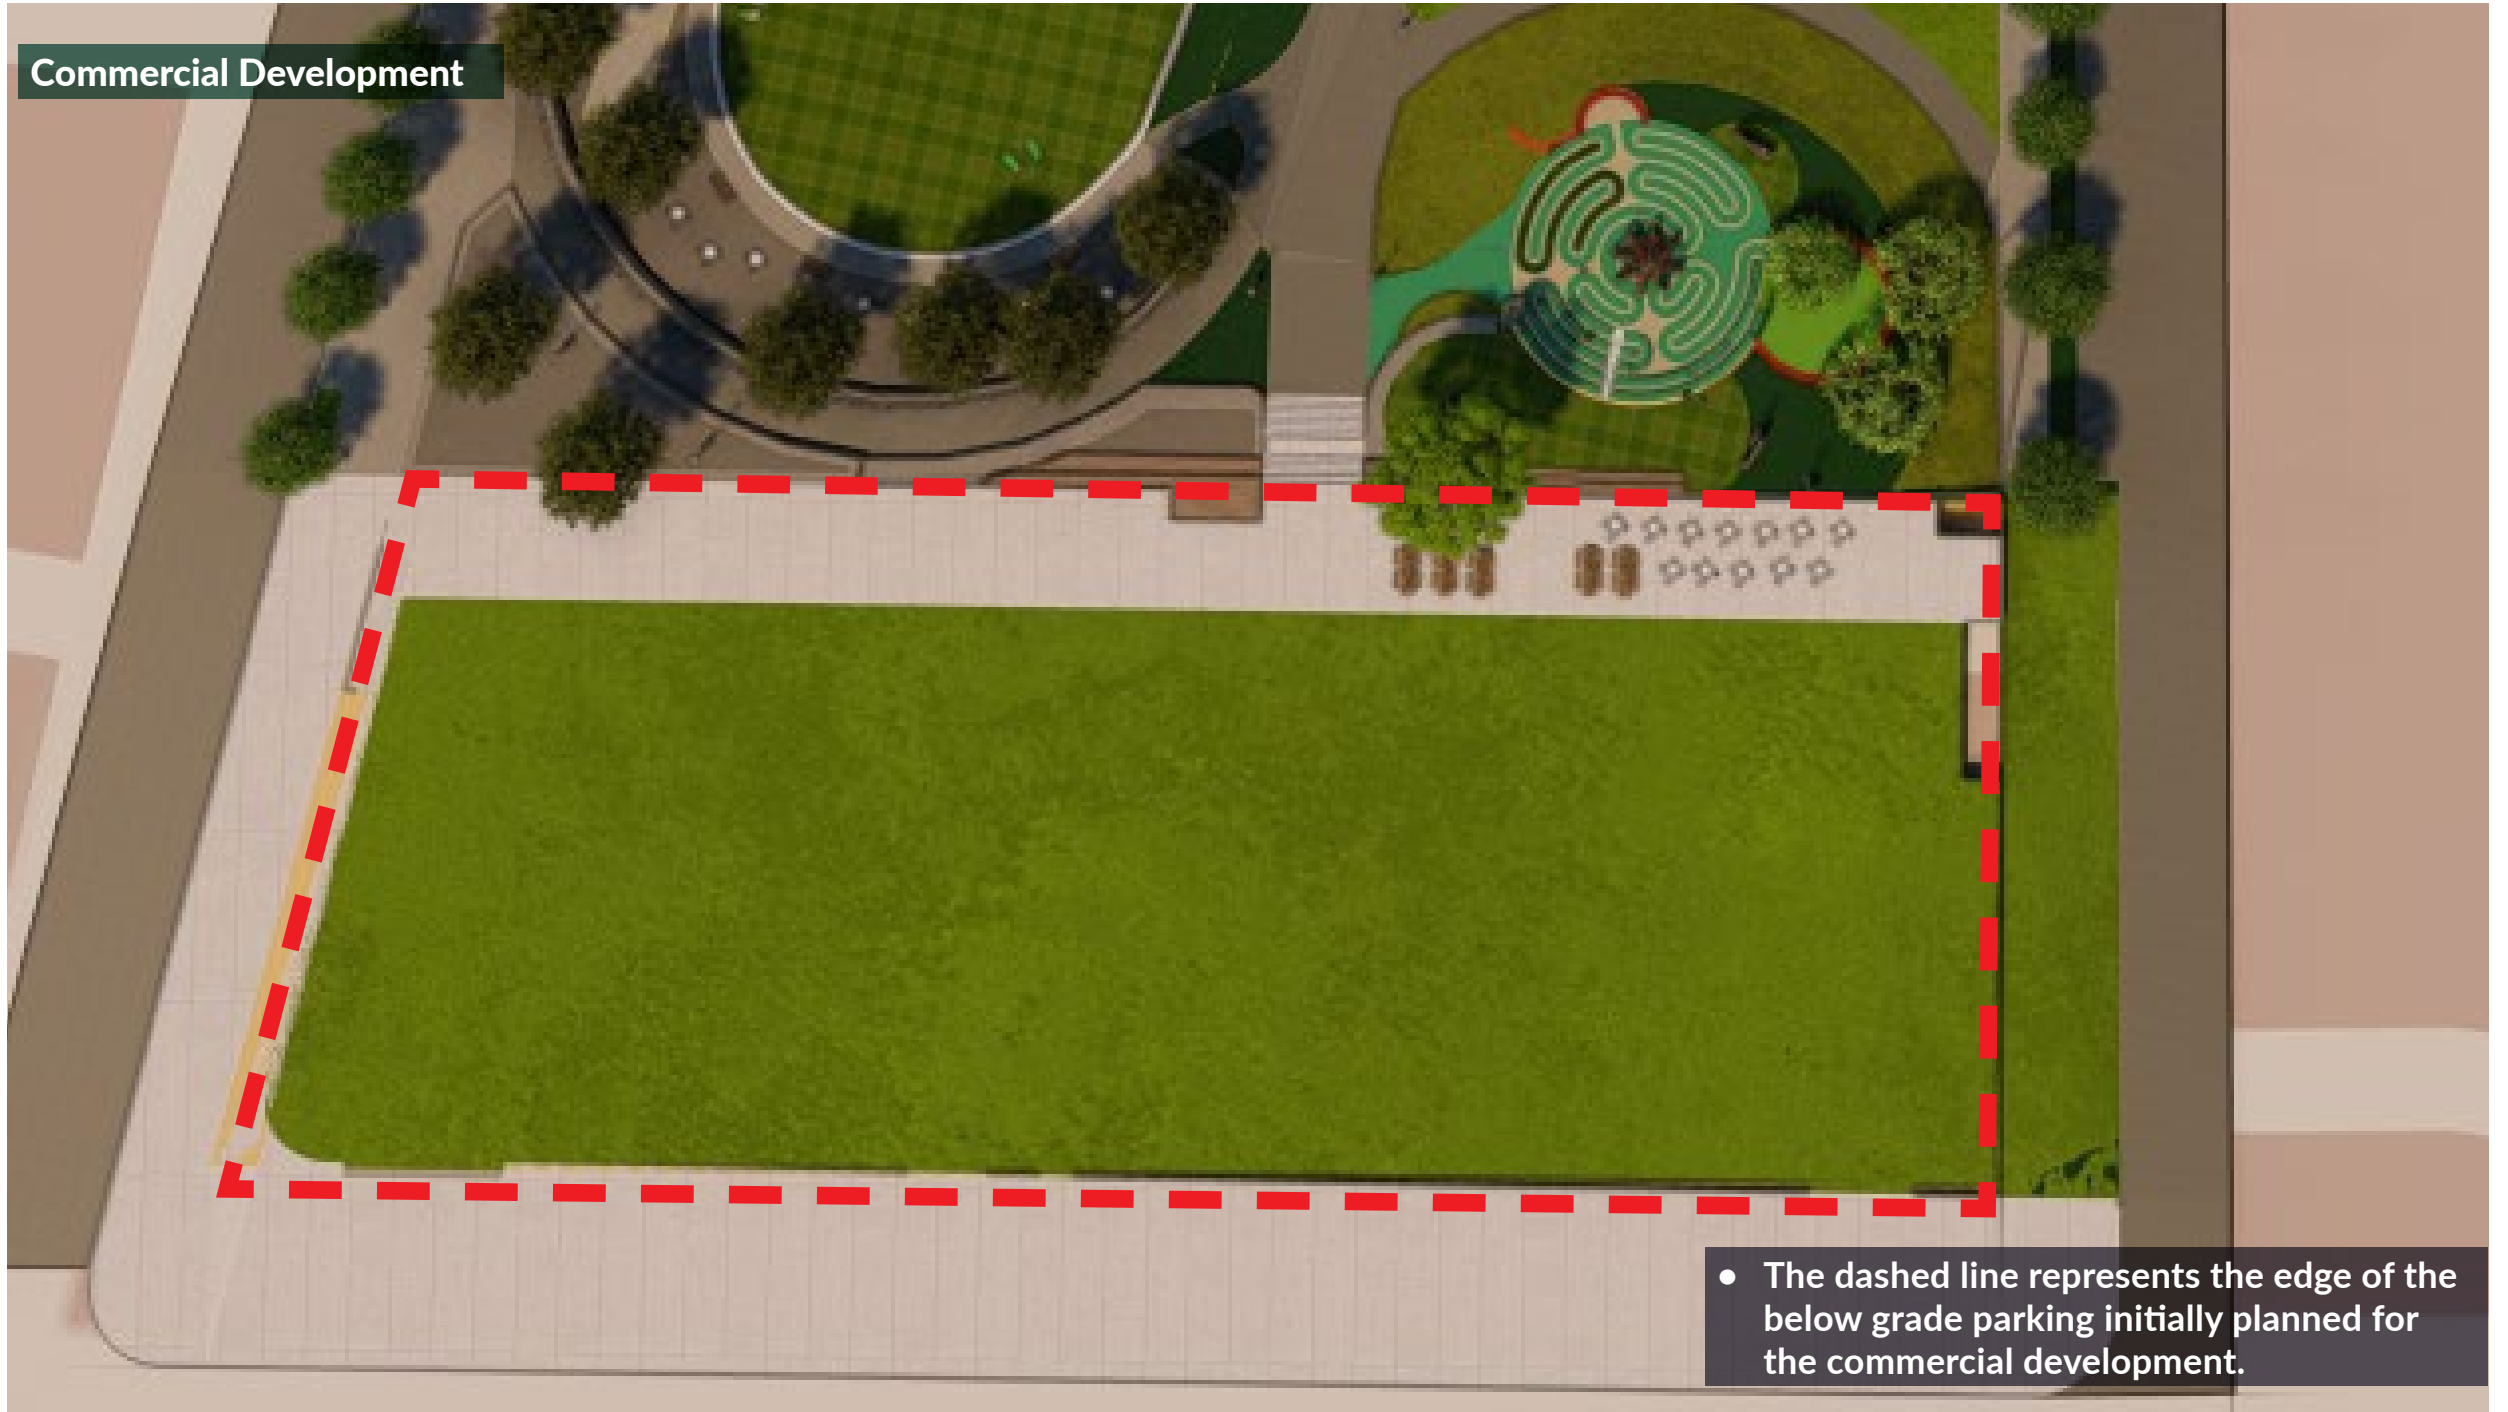 Commercial Development
• The dashed line represents the edge of the
below grade parking initially planned for
the commercial development.